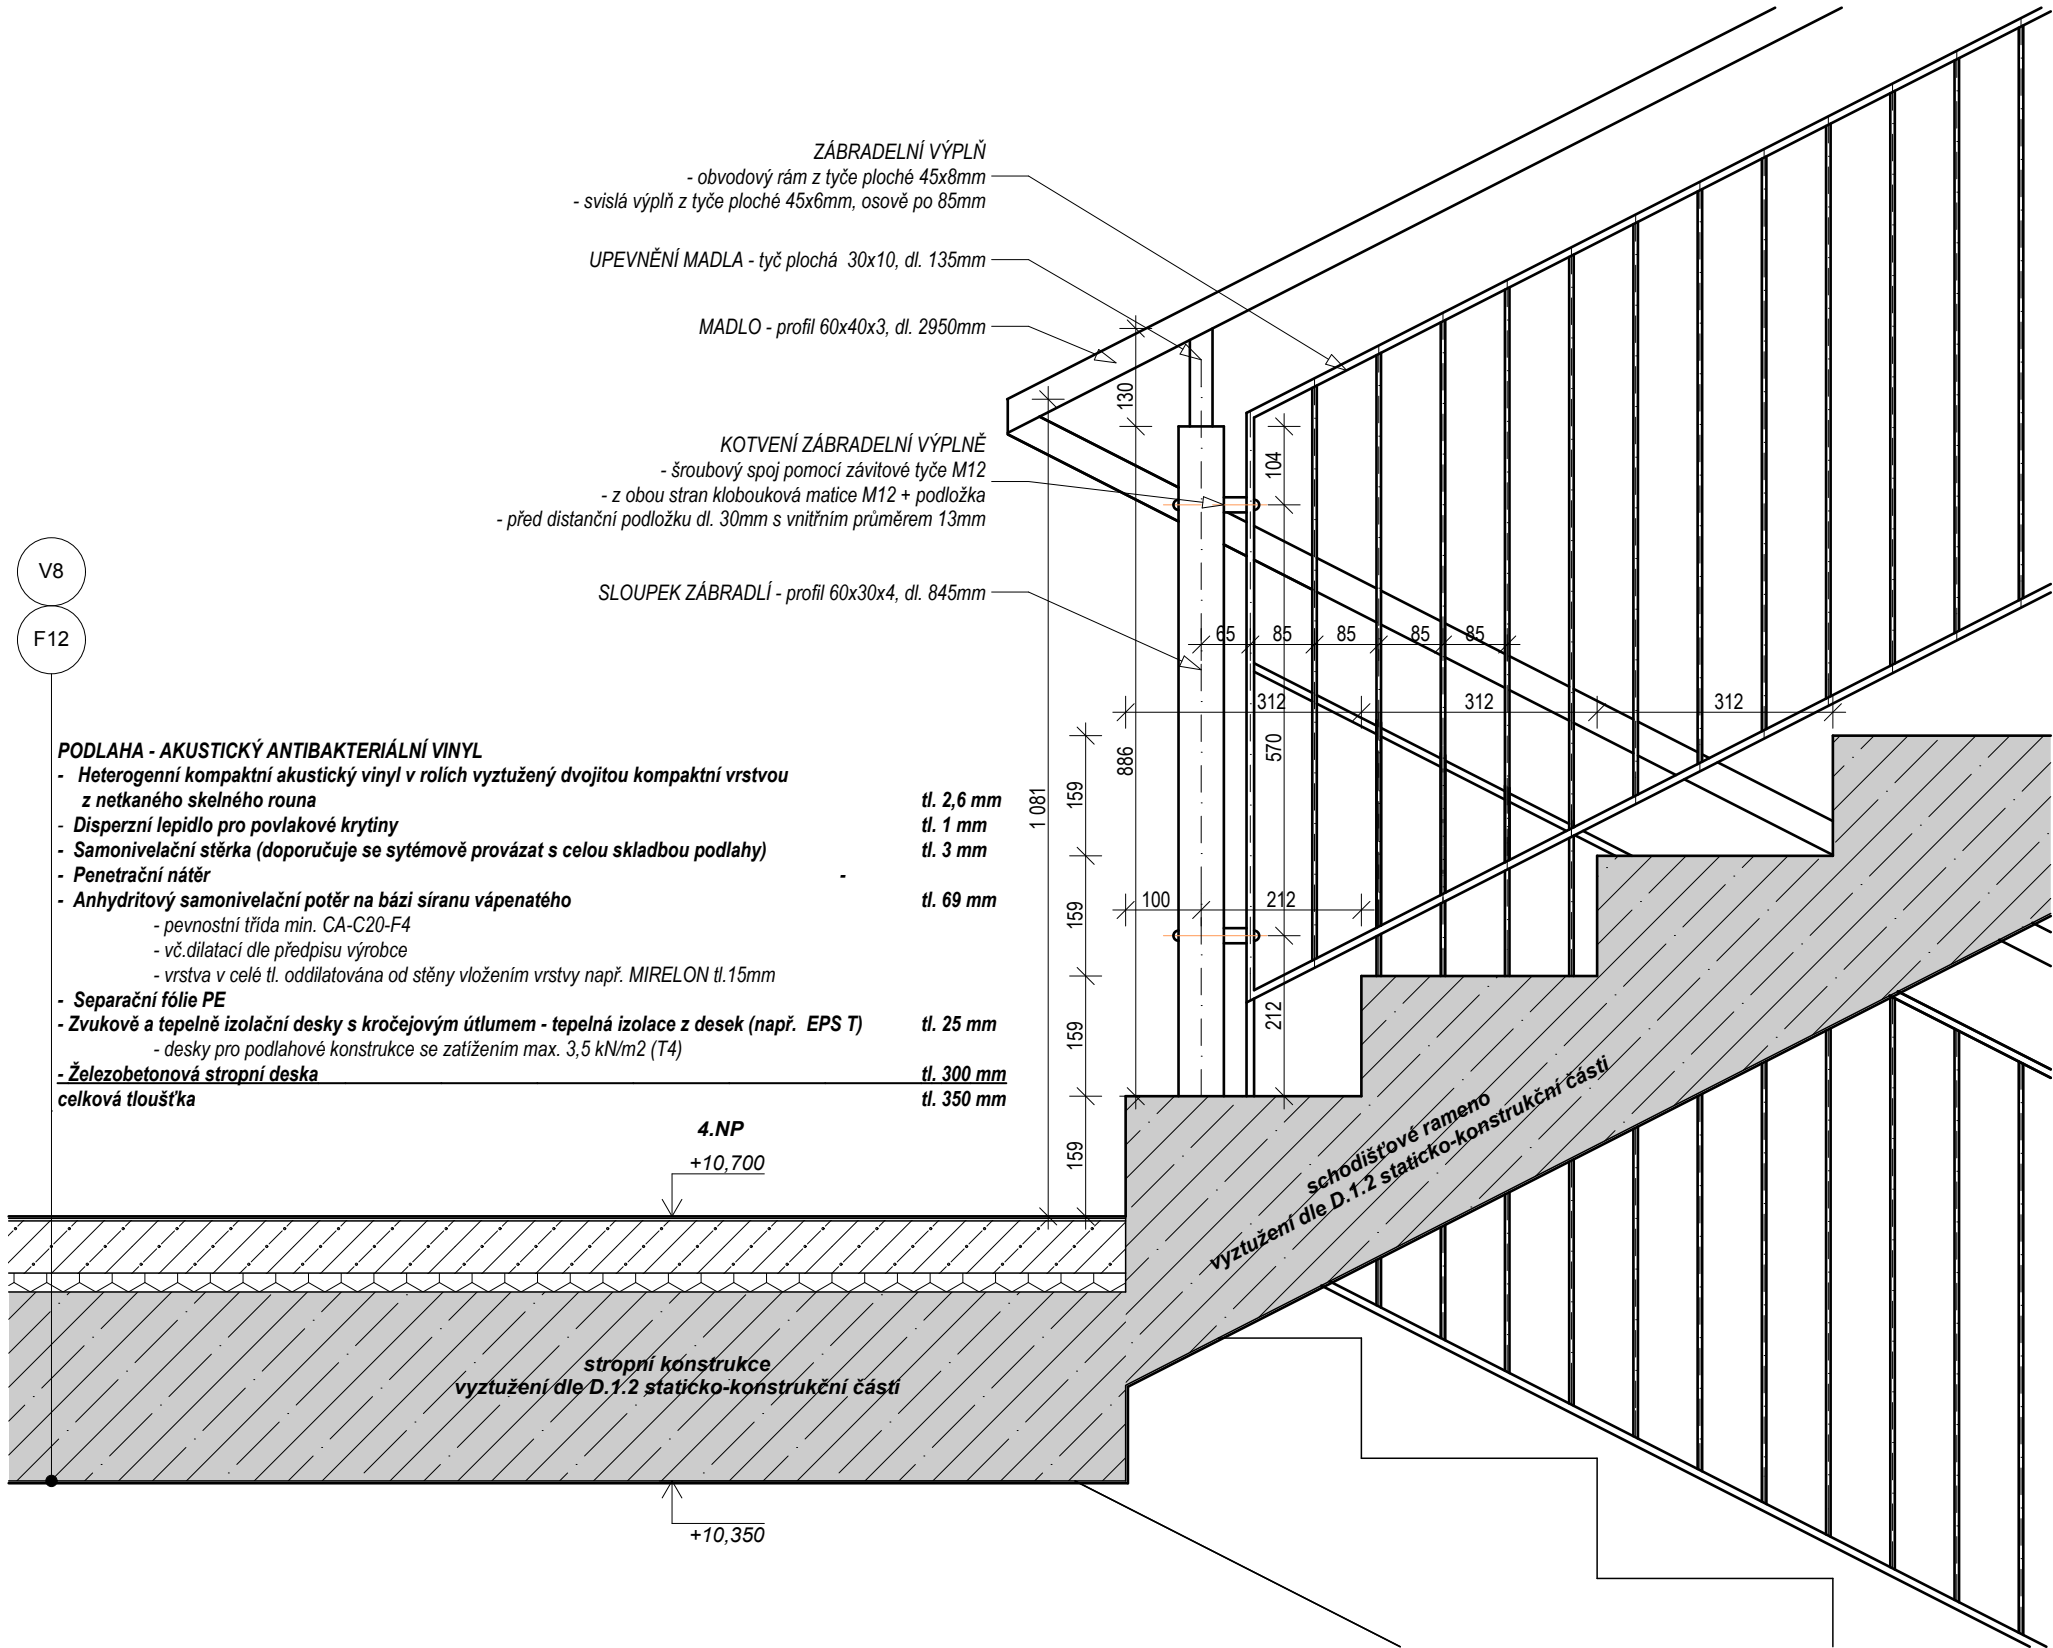 ZÁBRADELNÍ VÝPLŇ
- obvodový rám z tyče ploché 45x8mm
- svislá výplň z tyče ploché 45x6mm, osově po 85mm
UPEVNĚNÍ MADLA - tyč plochá 30x10, dl. 135mm
MADLO - profil 60x40x3, dl. 2950mm
130
KOTVENÍ ZÁBRADELNÍ VÝPLNĚ
- šroubový spoj pomocí závitové tyče M12
- z obou stran klobouková matice M12 + podložka
- před distanční podložku dl. 30mm s vnitřním průměrem 13mm
104
V8
F12
SLOUPEK ZÁBRADLÍ - profil 60x30x4, dl. 845mm
65 85 85 85 85
312 312 312
886
570
1 081
159
159
159
159
100 212
212
PODLAHA - AKUSTICKÝ ANTIBAKTERIÁLNÍ VINYL
- Heterogenní kompaktní akustický vinyl v rolích vyztužený dvojitou kompaktní vrstvou
z netkaného skelného rouna tl. 2,6 mm
- Disperzní lepidlo pro povlakové krytiny tl. 1 mm
- Samonivelační stěrka (doporučuje se sytémově provázat s celou skladbou podlahy) tl. 3 mm
- Penetrační nátěr -
- Anhydritový samonivelační potěr na bázi síranu vápenatého tl. 69 mm
- pevnostní třída min. CA-C20-F4
- vč.dilatací dle předpisu výrobce
- vrstva v celé tl. oddilatována od stěny vložením vrstvy např. MIRELON tl.15mm
- Separační fólie PE
- Zvukově a tepelně izolační desky s kročejovým útlumem - tepelná izolace z desek (např. EPS T) tl. 25 mm
- desky pro podlahové konstrukce se zatížením max. 3,5 kN/m2 (T4)
- Železobetonová stropní deska tl. 300 mm
celková tloušťka tl. 350 mm
4.NP
+10,700
schodišťové rameno
vyztužení dle D.1.2 staticko-konstrukční části
stropní konstrukce
vyztužení dle D.1.2 staticko-konstrukční části
+10,350